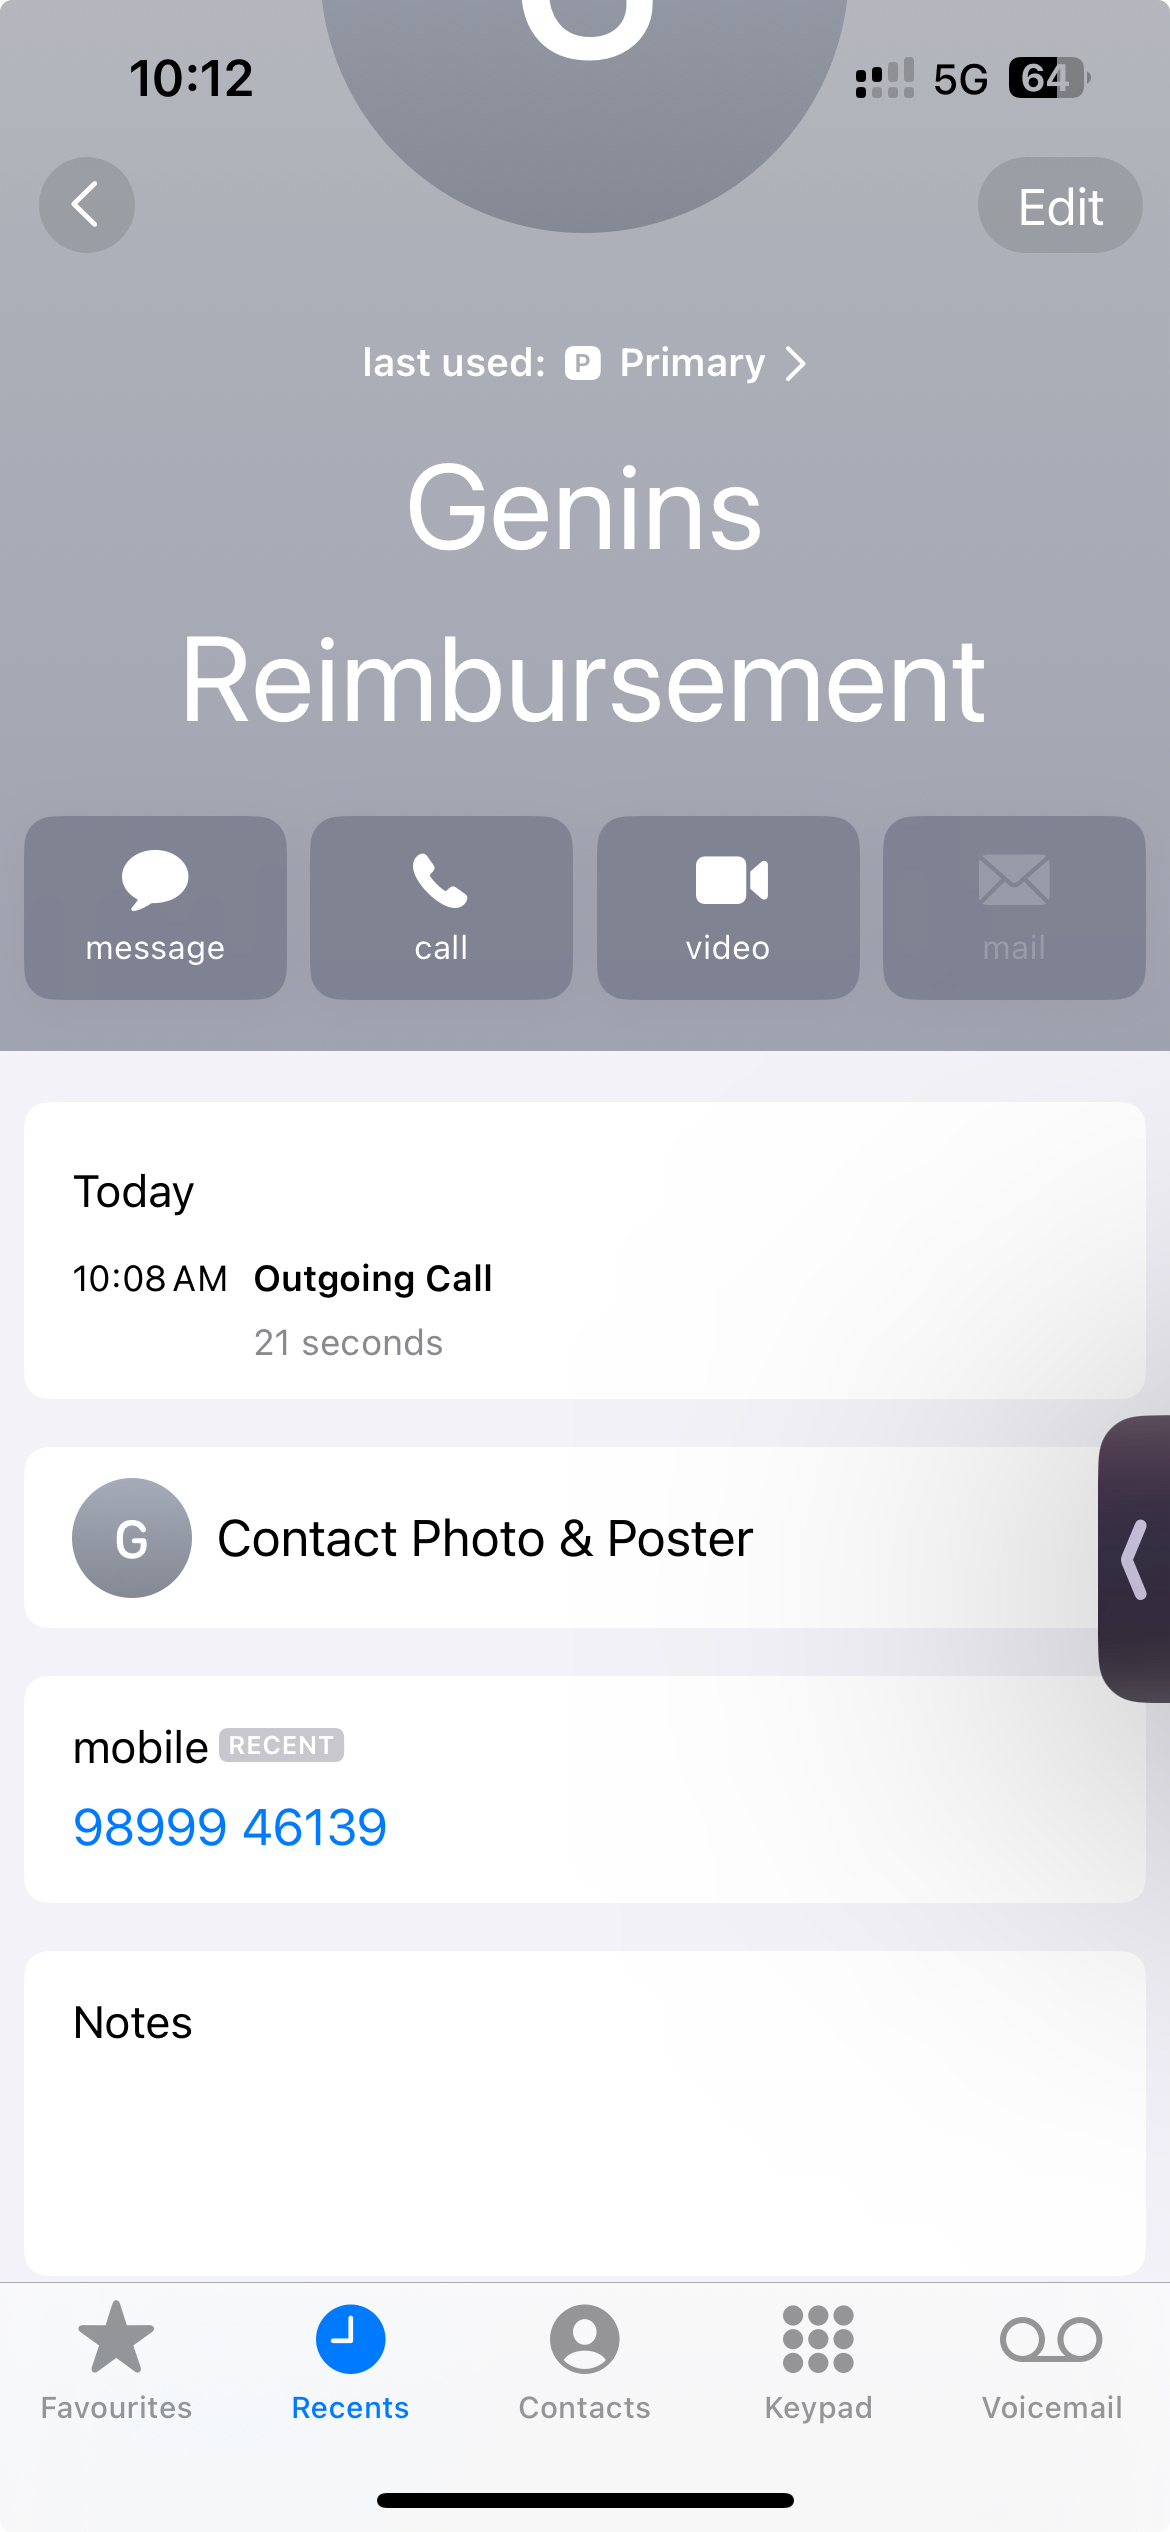 10:12
5G 64
Edit
last used: P Primary
Genins
Reimbursement
message call video mail
Today
10:08 AM Outgoing Call
21 seconds
G Contact Photo & Poster
mobile RECENT
98999 46139
Notes
Favourites Recents Contacts Keypad Voicemail